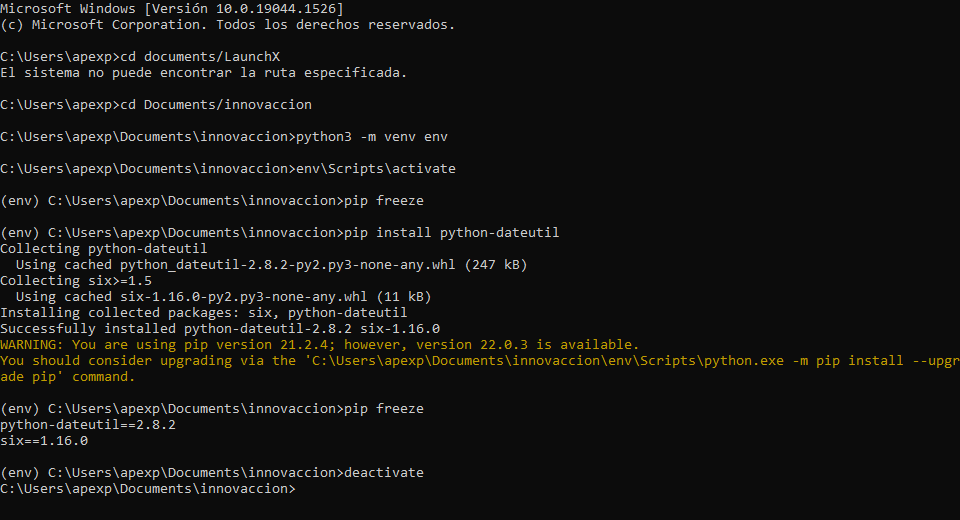 Microsoft Windows [Versión 10.0.19044.1526]
(c) Microsoft Corporation. Todos los derechos reservados.
C:\Users\apexp>cd documents/LaunchX
El sistema no puede encontrar la ruta especificada.
C:\Users\apexp>cd Documents/innovaccion
C:\Users\apexp\Documents\innovaccion>python3 -m venv env
C:\Users\apexp\Documents\innovaccion>env\Scripts\activate
(env) C:\Users\apexp\Documents\innovaccion>pip freeze
(env) C:\Users\apexp\Documents\innovaccion>pip install python-dateutil
Collecting python-dateutil
  Using cached python_dateutil-2.8.2-py2.py3-none-any.whl (247 kB)
Collecting six>=1.5
  Using cached six-1.16.0-py2.py3-none-any.whl (11 kB)
Installing collected packages: six, python-dateutil
Successfully installed python-dateutil-2.8.2 six-1.16.0
WARNING: You are using pip version 21.2.4; however, version 22.0.3 is available.
You should consider upgrading via the 'C:\Users\apexp\Documents\innovaccion\env\Scripts\python.exe -m pip install --upgr
ade pip' command.
(env) C:\Users\apexp\Documents\innovaccion>pip freeze
python-dateutil==2.8.2
six==1.16.0
(env) C:\Users\apexp\Documents\innovaccion>deactivate
C:\Users\apexp\Documents\innovaccion>